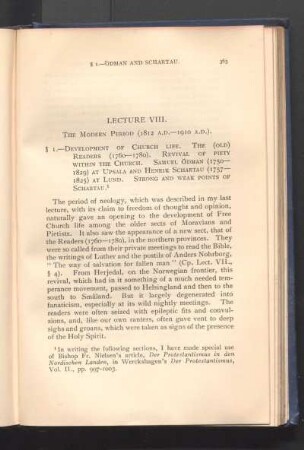 § 1.—ÖDMAN AND SCHARTAU. 365
LECTURE VIII.
The Modern Period (1812 A.D.—1910 A.D.).
§ 1.—Development of Church life. The (old)
Readers (1760—1780). Revival of piety
within the Church. Samuel Ödman (1750—
1829) at Upsala and Henrik Schartau (1757—
1825) at Lund. Strong and weak points of
Schartau.¹
The period of neology, which was described in my last
lecture, with its claim to freedom of thought and opinion,
naturally gave an opening to the development of Free
Church life among the older sects of Moravians and
Pietists. It also saw the appearance of a new sect, that of
the Readers (1760—1780), in the northern provinces. They
were so called from their private meetings to read the Bible,
the writings of Luther and the postils of Anders Nohrborg,
“ The way of salvation for fallen man ” (Cp. Lect. VII.,
§ 4). From Herjedal, on the Norwegian frontier, this
revival, which had in it something of a much needed tem-
perance movement, passed to Helsingland and then to the
south to Småland. But it largely degenerated into
fanaticism, especially at its wild nightly meetings. The
readers were often seized with epileptic fits and convul-
sions, and, like our own ranters, often gave vent to deep
sighs and groans, which were taken as signs of the presence
of the Holy Spirit.
¹ In writing the following sections, I have made special use
of Bishop Fr. Nielsen's article, Der Protestantismus in den
Nordischen Landen, in Werckshagen's Der Protestantismus,
Vol. II., pp. 997-1003.